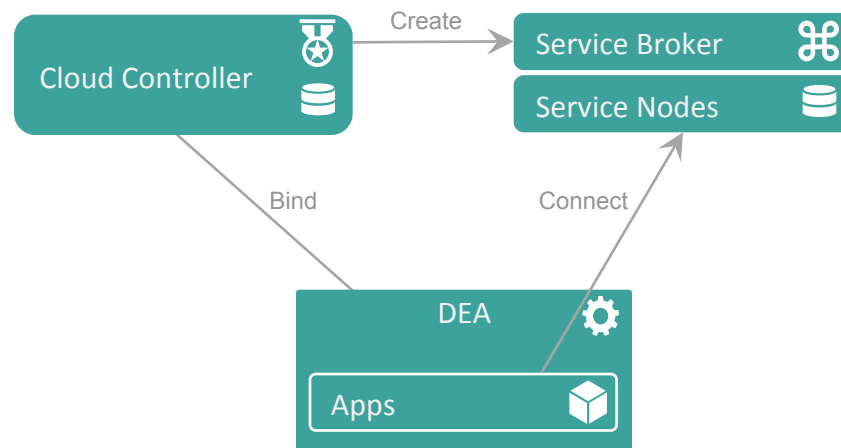 Create
Cloud Controller
Service Broker
Service Nodes
Bind
Connect
DEA
Apps